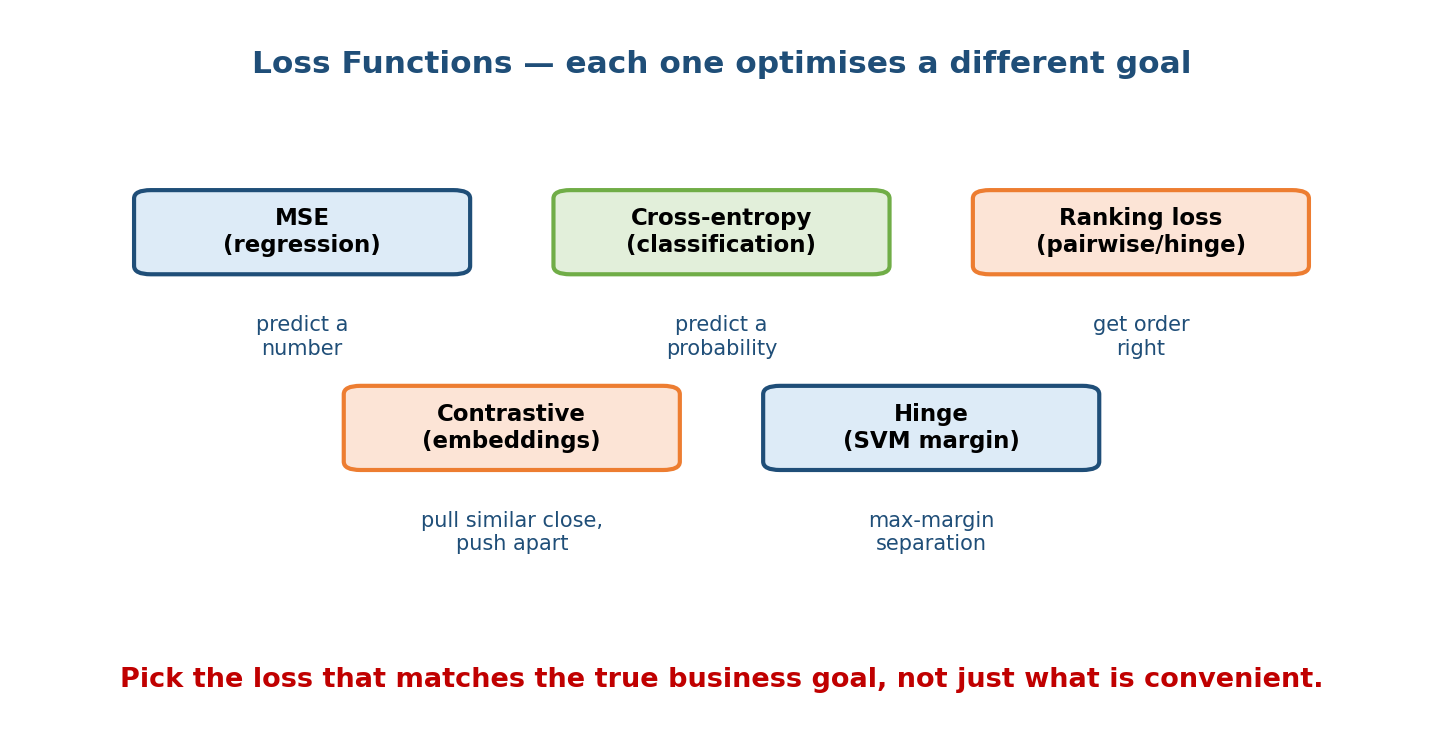 Loss Functions — each one optimises a different goal
MSE
(regression)
Cross-entropy
(classification)
Ranking loss
(pairwise/hinge)
predict a
number
predict a
probability
get order
right
Contrastive
(embeddings)
Hinge
(SVM margin)
pull similar close,
push apart
max-margin
separation
Pick the loss that matches the true business goal, not just what is convenient.